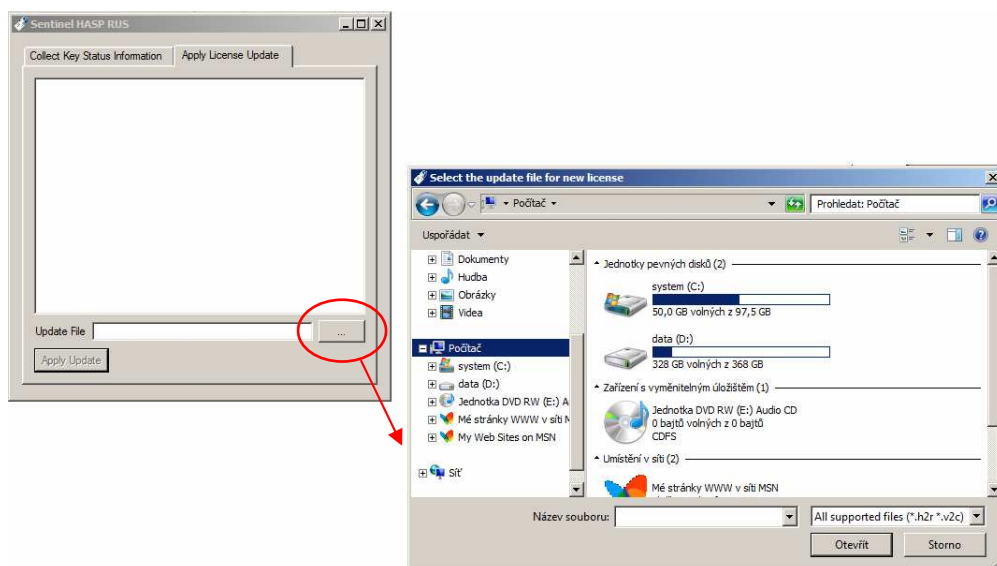 Sentinel HASP RUS
Collect Key Status Information
Apply License Update
Update File
...
Apply Update
Select the update file for new license
Počítač
Prohledat: Počítač
Uspořádat
Dokumenty
Hudba
Obrázky
Videa
Počítač
system (C:)
data (D:)
Jednotka DVD RW (E:) A
Mé stránky WWW v síti M
My Web Sites on MSN
Síť
Jednotky pevných disků (2)
system (C:)
50,0 GB volných z 97,5 GB
data (D:)
328 GB volných z 368 GB
Zařízení s vyměnitelným úložištěm (1)
Jednotka DVD RW (E:) Audio CD
0 bajtů volných z 0 bajtů
CDFS
Umístění v síti (2)
Mé stránky WWW v síti MSN
Název souboru:
All supported files (*.h2r *.v2c)
Otevřít
Storno